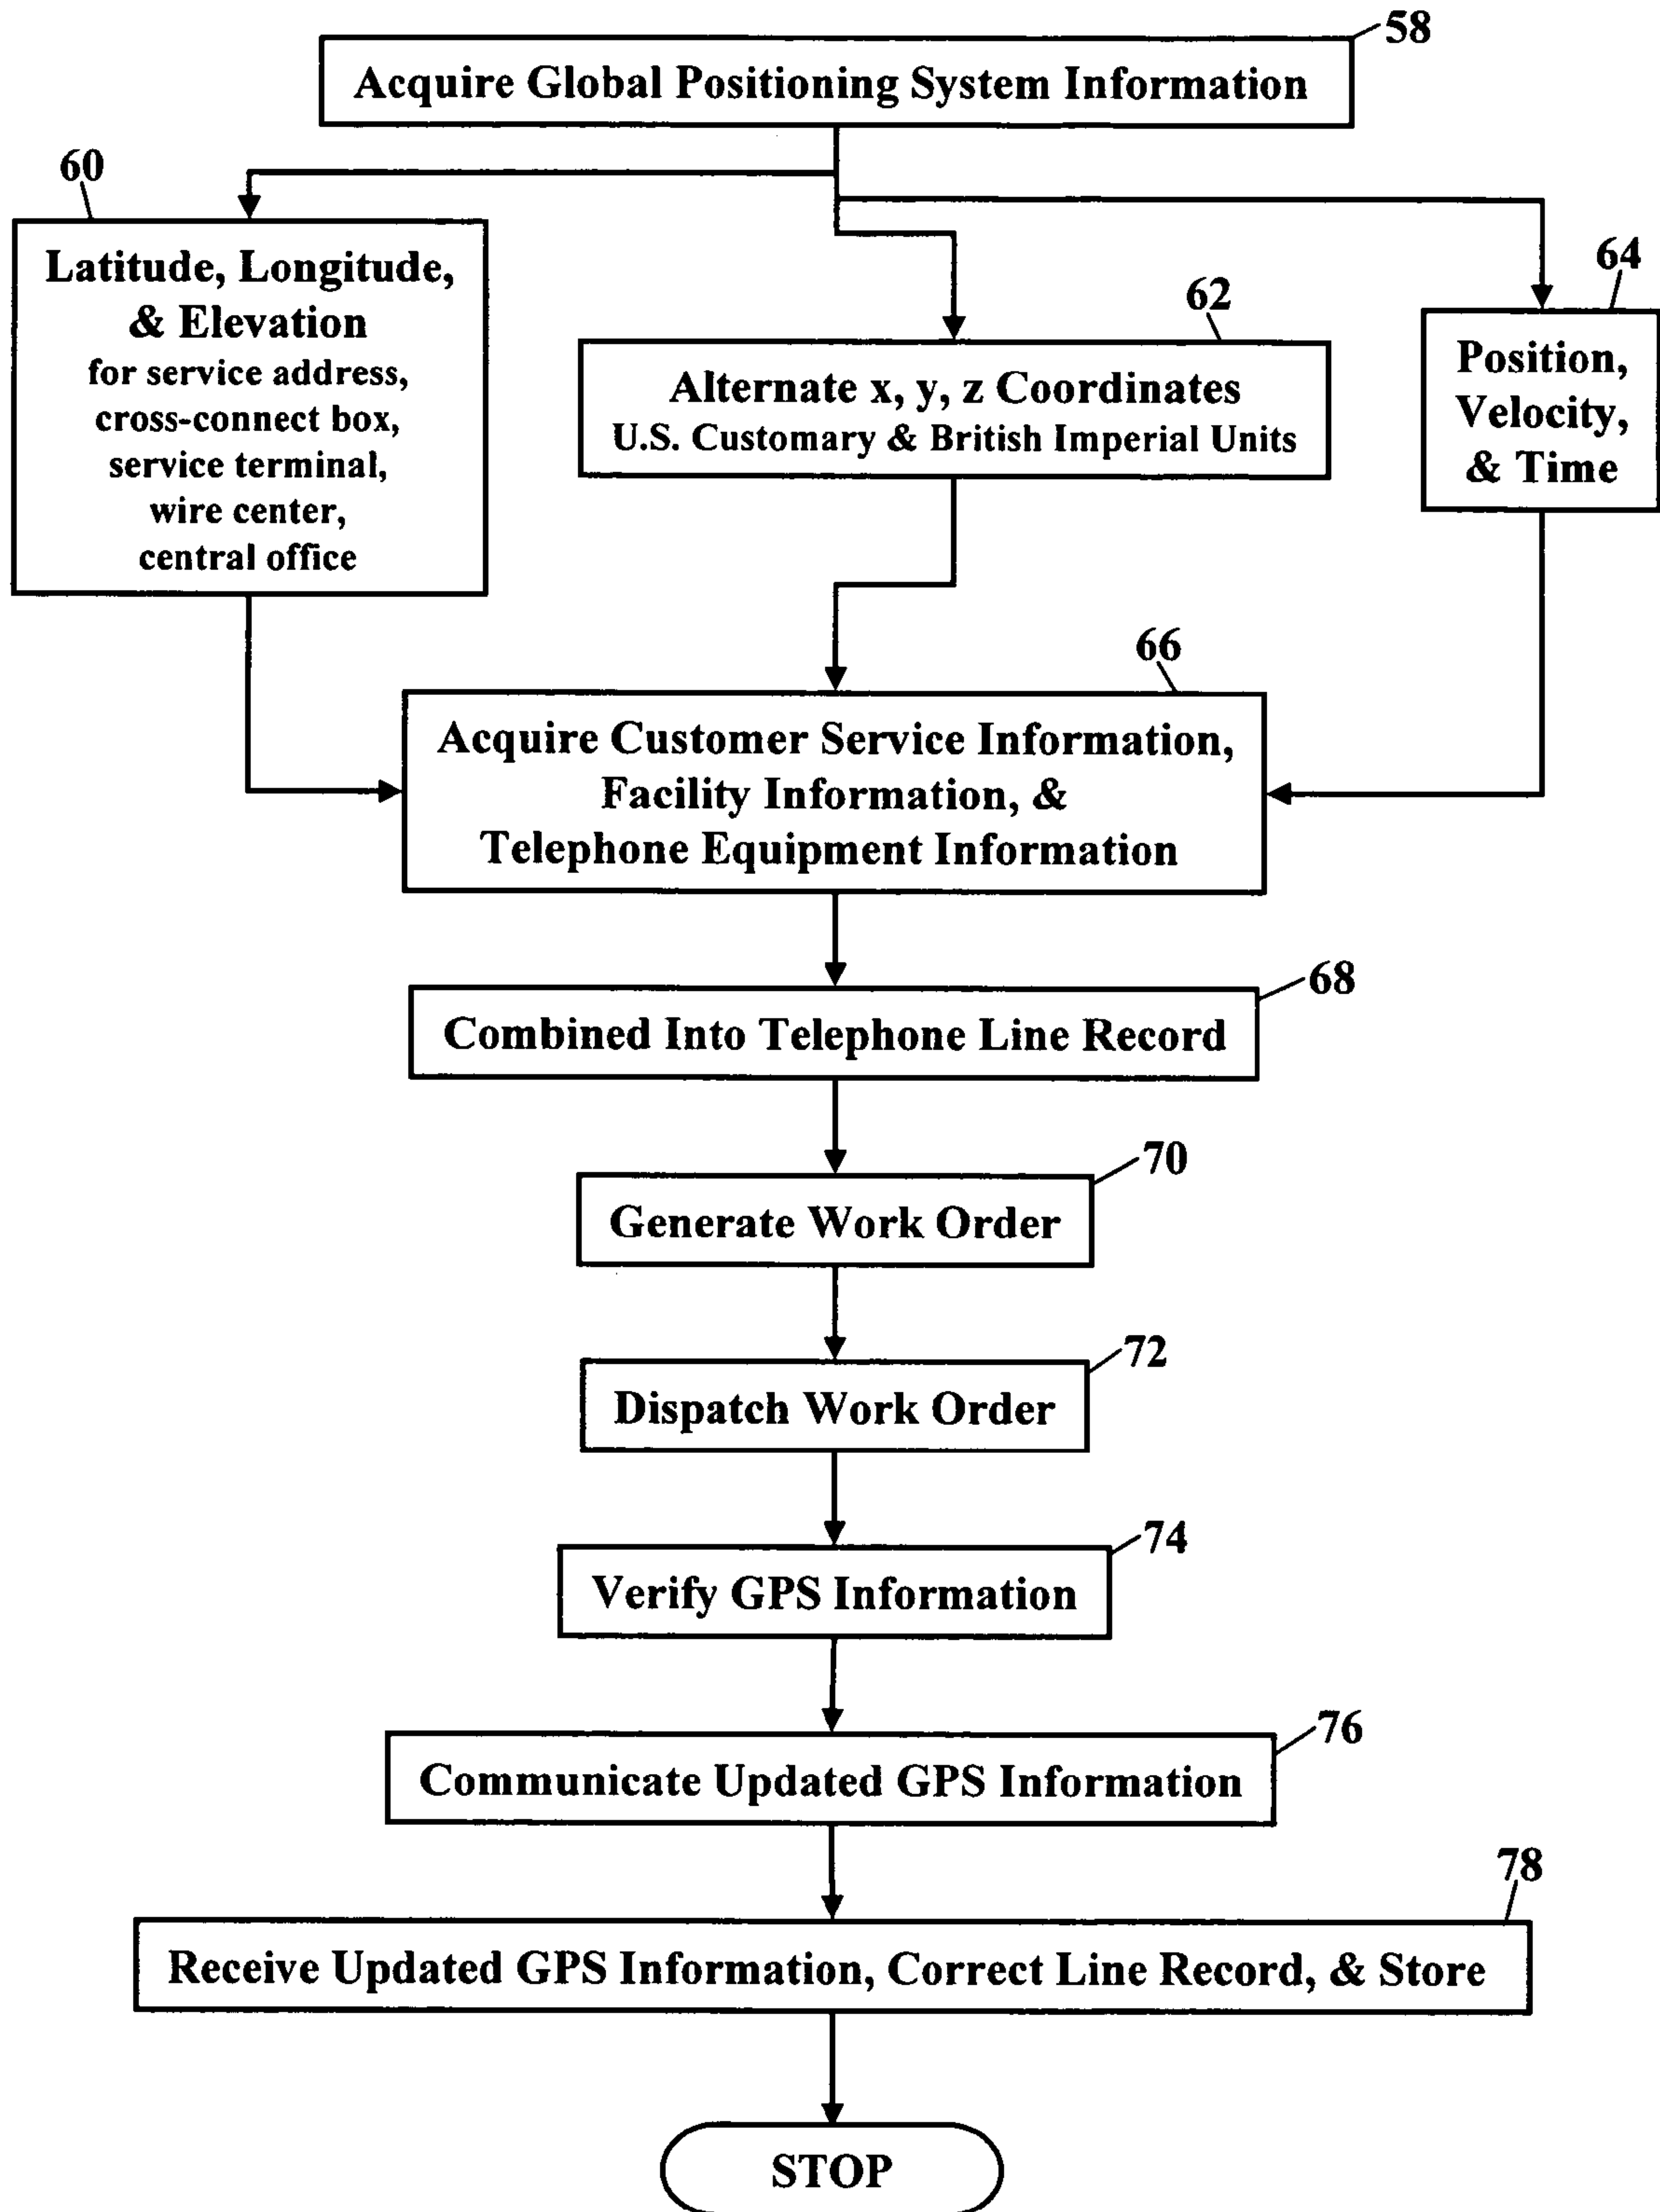 58
Acquire Global Positioning System Information
60
Latitude, Longitude,
& Elevation
for service address,
cross-connect box,
service terminal,
wire center,
central office
62
Alternate x, y, z Coordinates
U.S. Customary & British Imperial Units
64
Position,
Velocity,
& Time
66
Acquire Customer Service Information,
Facility Information, &
Telephone Equipment Information
68
Combined Into Telephone Line Record
70
Generate Work Order
72
Dispatch Work Order
74
Verify GPS Information
76
Communicate Updated GPS Information
78
Receive Updated GPS Information, Correct Line Record, & Store
STOP